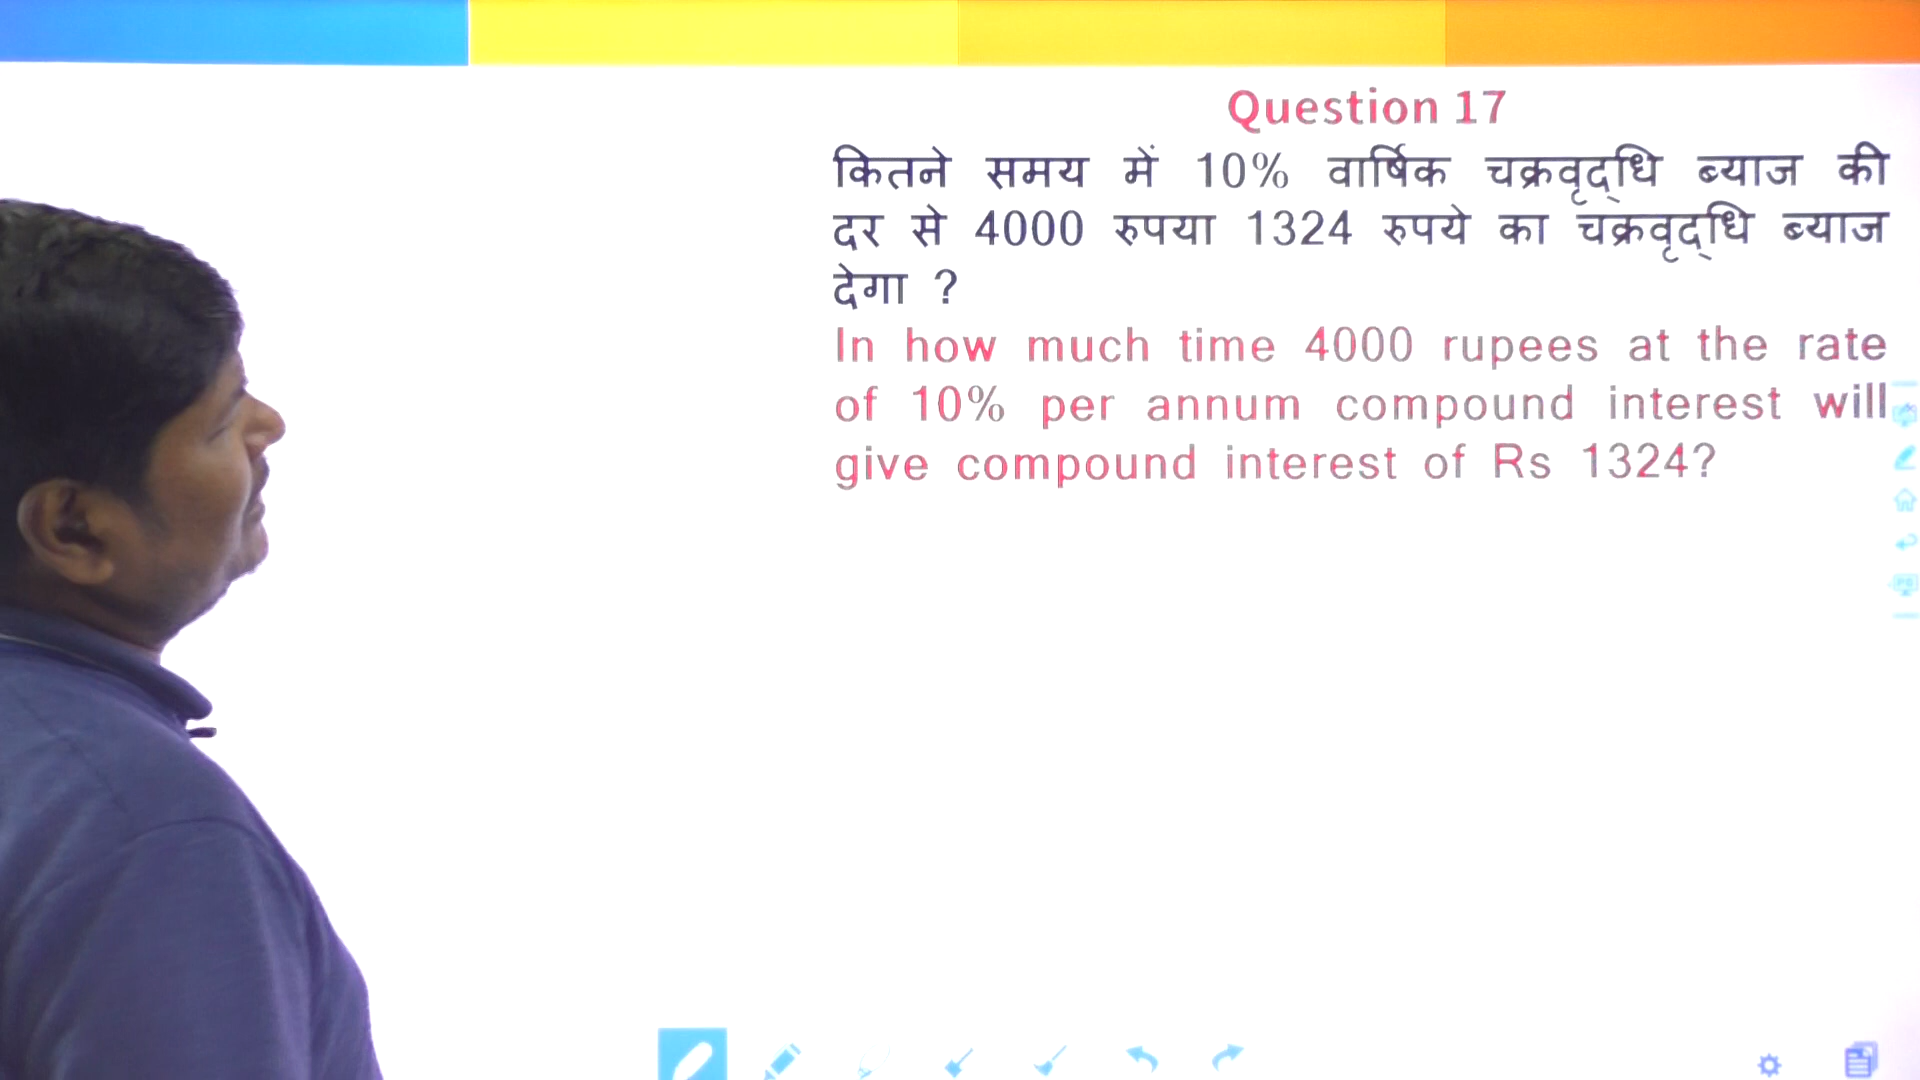 Question 17
कितने समय में 10% वार्षिक चक्रवृद्धि ब्याज की
दर से 4000 रुपया 1324 रुपये का चक्रवृद्धि ब्याज
देगा ?
In how much time 4000 rupees at the rate
of 10% per annum compound interest will
give compound interest of Rs 1324?